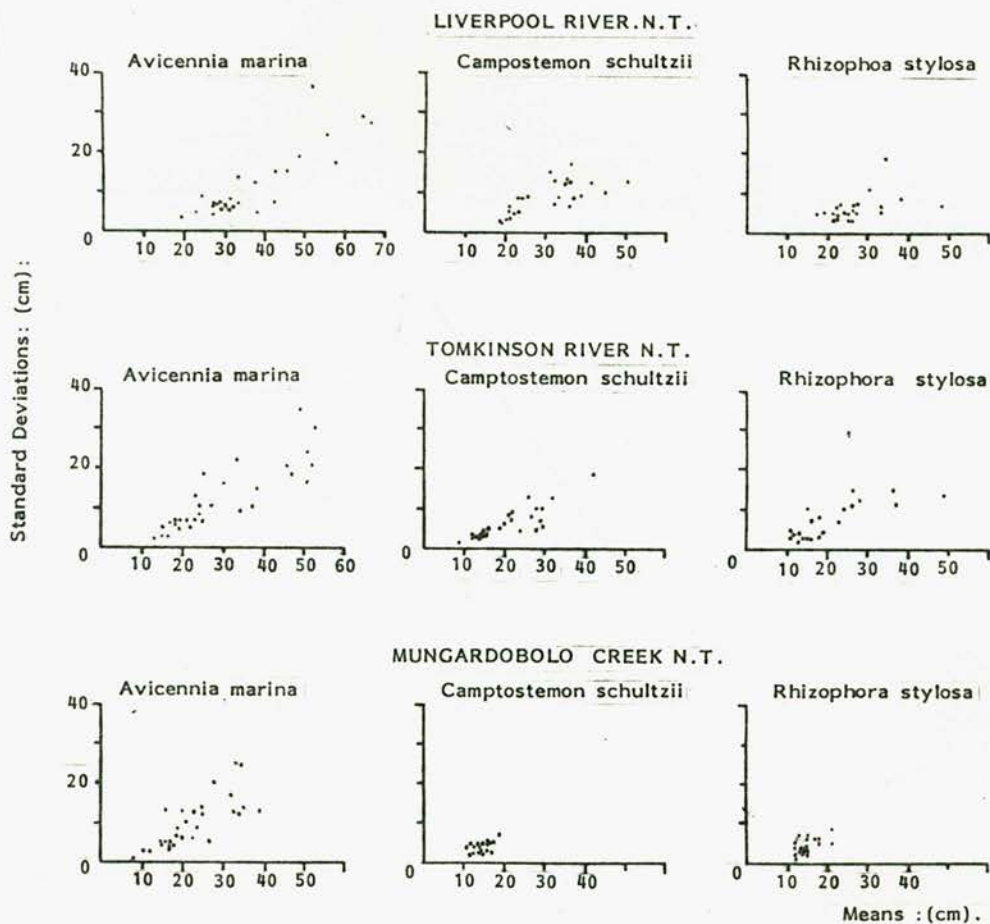 LIVERPOOL RIVER.N.T.
Avicennia marina Campostemon schultzii Rhizophoa stylosa
40
20
0
10 20 30 40 50 60 70 10 20 30 40 50 10 20 30 40 50
Standard Deviations: (cm):
TOMKINSON RIVER N.T.
Avicennia marina Camptostemon schultzii Rhizophora stylosa
40
20
0 0 0
10 20 30 40 50 60 10 20 30 40 50 10 20 30 40 50
MUNGARDOBOLO CREEK N.T.
Avicennia marina Camptostemon schultzii Rhizophora stylosa
40
20
0 0 0
10 20 30 40 50 10 20 30 40 50 10 20 30 40 50
Means :(cm).